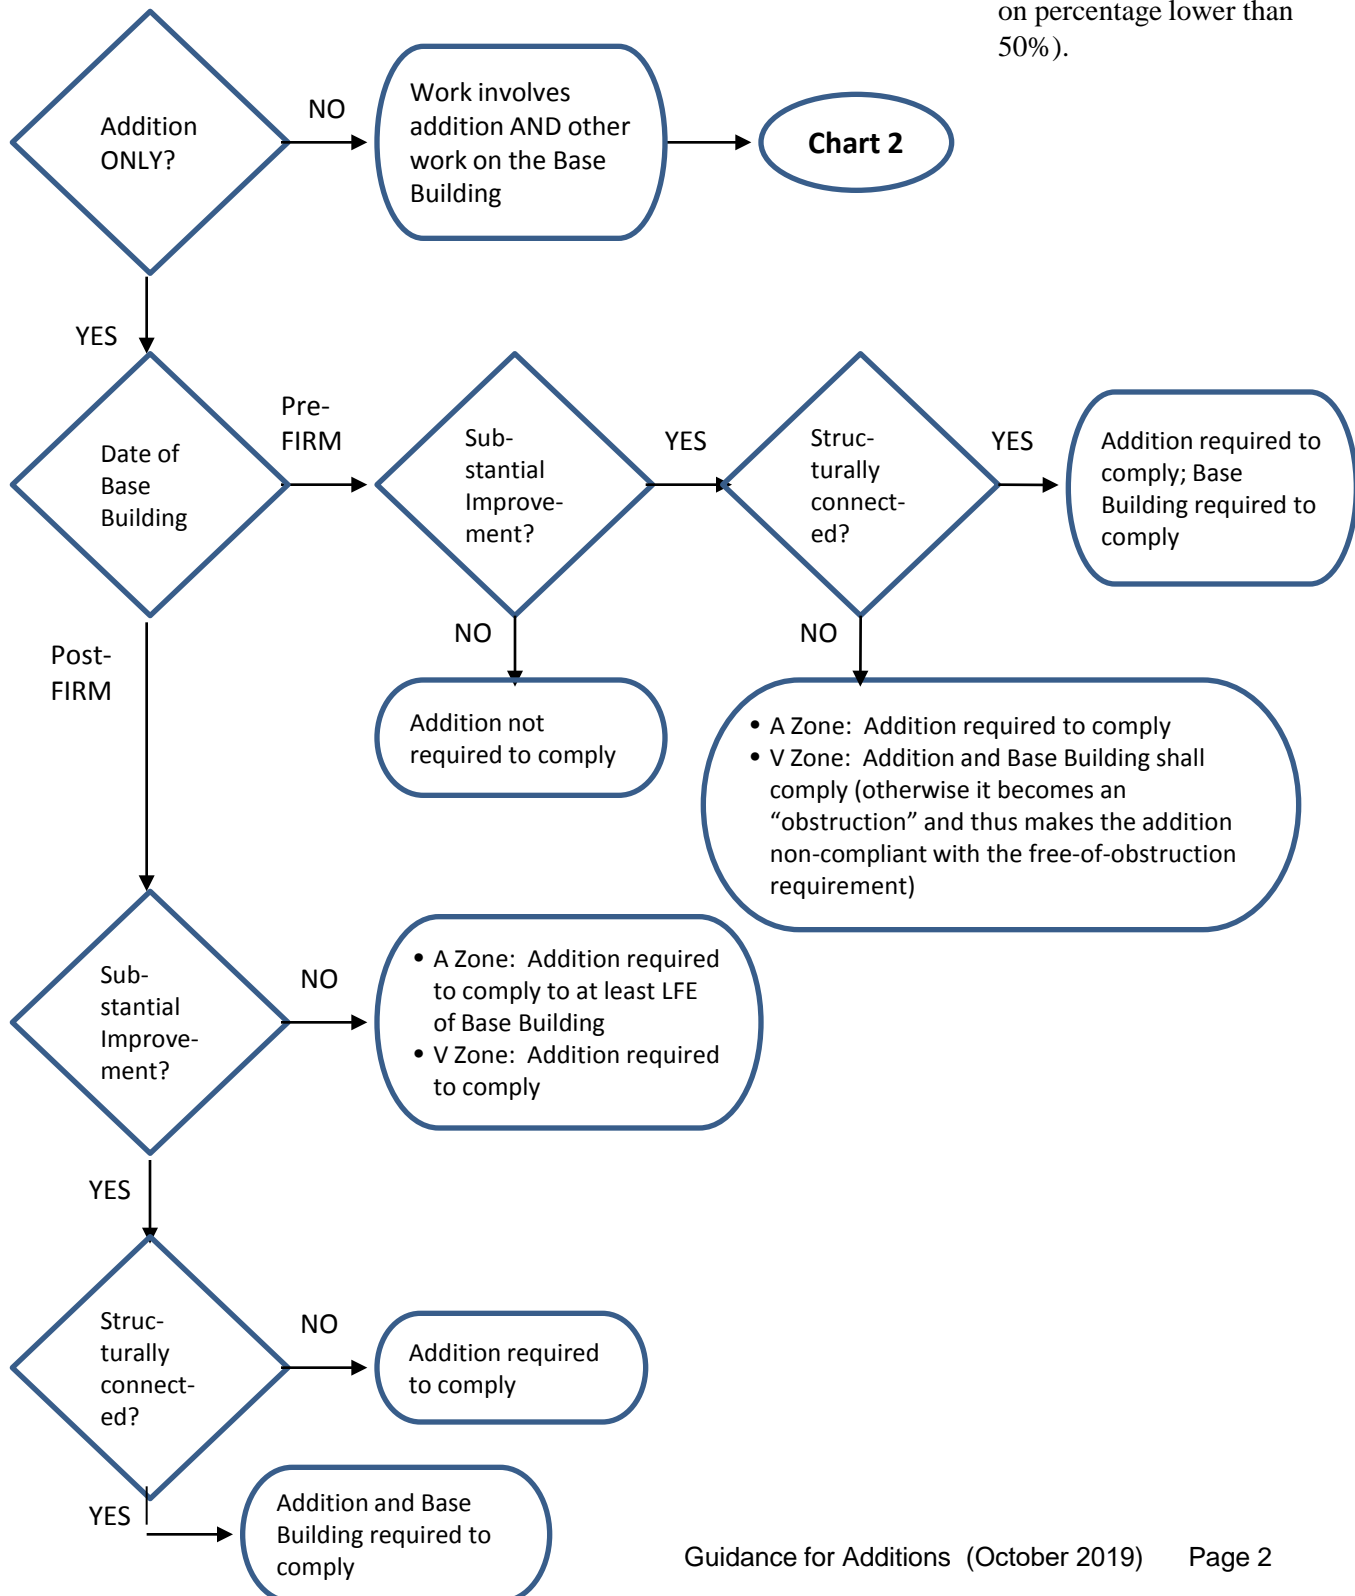 on percentage lower than
50%).
Addition
ONLY?
NO
Work involves
addition AND other
work on the Base
Building
Chart 2
YES
Date of
Base
Building
Pre-
FIRM
Sub-
stantial
Improve-
ment?
YES
Struc-
turally
connect-
ed?
YES
Addition required to
comply; Base
Building required to
comply
NO
Addition not
required to comply
NO
• A Zone:  Addition required to comply
• V Zone:  Addition and Base Building shall
comply (otherwise it becomes an
“obstruction” and thus makes the addition
non-compliant with the free-of-obstruction
requirement)
Post-
FIRM
Sub-
stantial
Improve-
ment?
NO
• A Zone:  Addition required
to comply to at least LFE
of Base Building
• V Zone:  Addition required
to comply
YES
Struc-
turally
connect-
ed?
NO
Addition required
to comply
YES
Addition and Base
Building required to
comply
Guidance for Additions  (October 2019)    Page 2